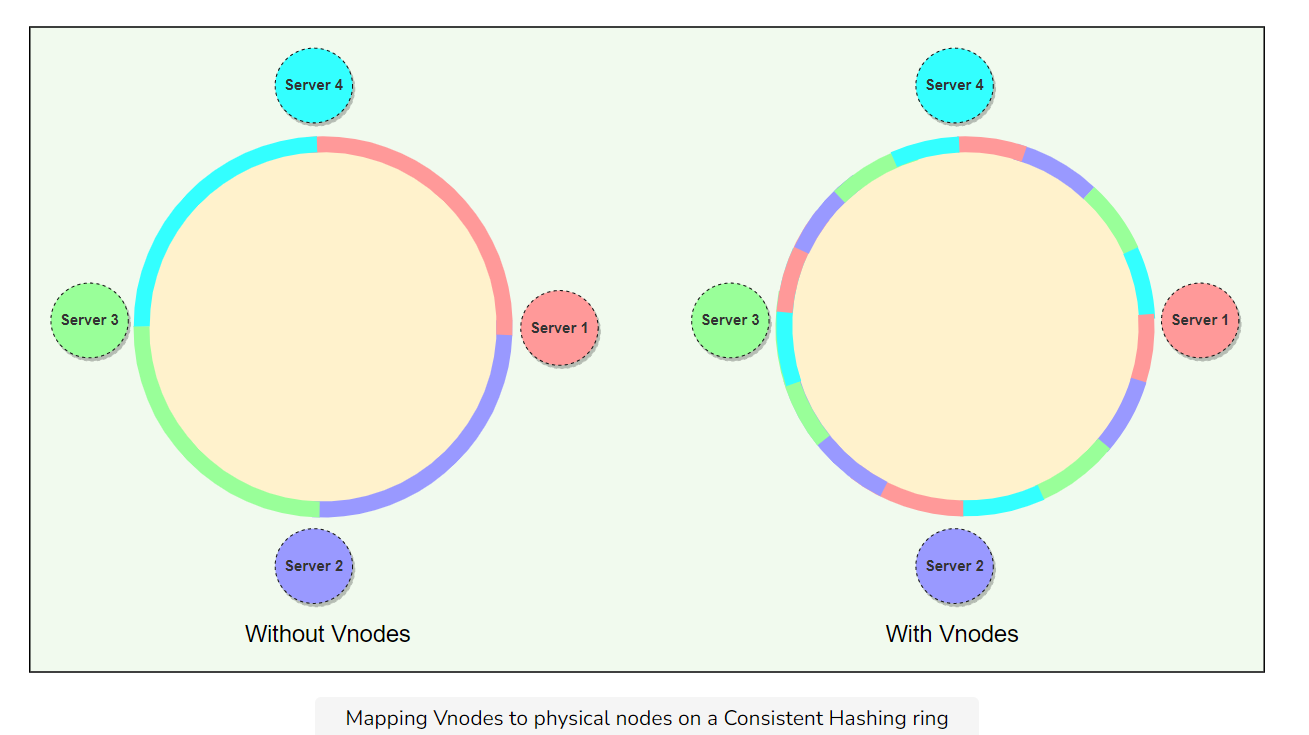 Server 4
Server 4
Server 3
Server 1
Server 3
Server 1
Server 2
Server 2
Without Vnodes
With Vnodes
Mapping Vnodes to physical nodes on a Consistent Hashing ring